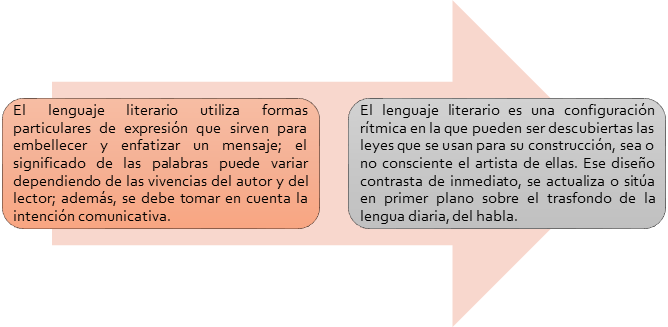 El lenguaje literario utiliza formas
particulares de expresión que sirven para
embellecer y enfatizar un mensaje; el
significado de las palabras puede variar
dependiendo de las vivencias del autor y del
lector; además, se debe tomar en cuenta la
intención comunicativa.
El lenguaje literario es una configuración
rítmica en la que pueden ser descubiertas las
leyes que se usan para su construcción, sea o
no consciente el artista de ellas. Ese diseño
contrasta de inmediato, se actualiza o sitúa
en primer plano sobre el trasfondo de la
lengua diaria, del habla.